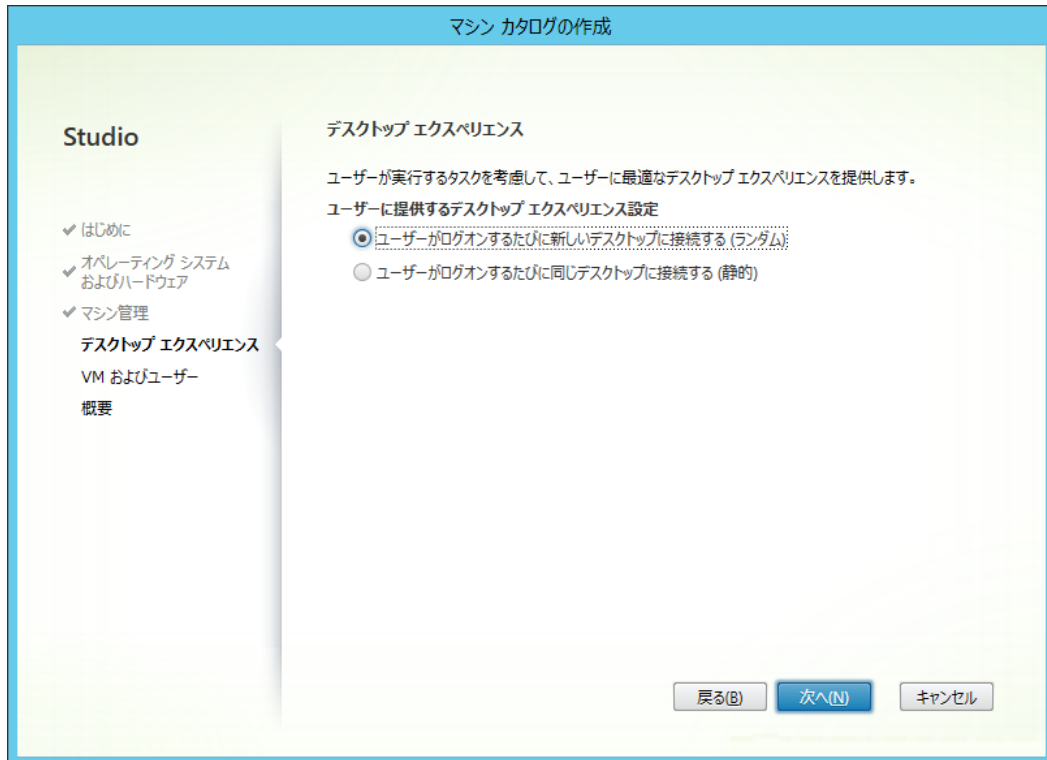 マシン カタログの作成
Studio
✔ はじめに
✔ オペレーティング システム
およびハードウェア
✔ マシン管理
デスクトップ エクスペリエンス
VM およびユーザー
概要
デスクトップ エクスペリエンス
ユーザーが実行するタスクを考慮して、ユーザーに最適なデスクトップ エクスペリエンスを提供します。
ユーザーに提供するデスクトップ エクスペリエンス設定
ユーザーがログオンするたびに新しいデスクトップに接続する (ランダム)
ユーザーがログオンするたびに同じデスクトップに接続する (静的)
戻る(B)
次へ(N)
キャンセル